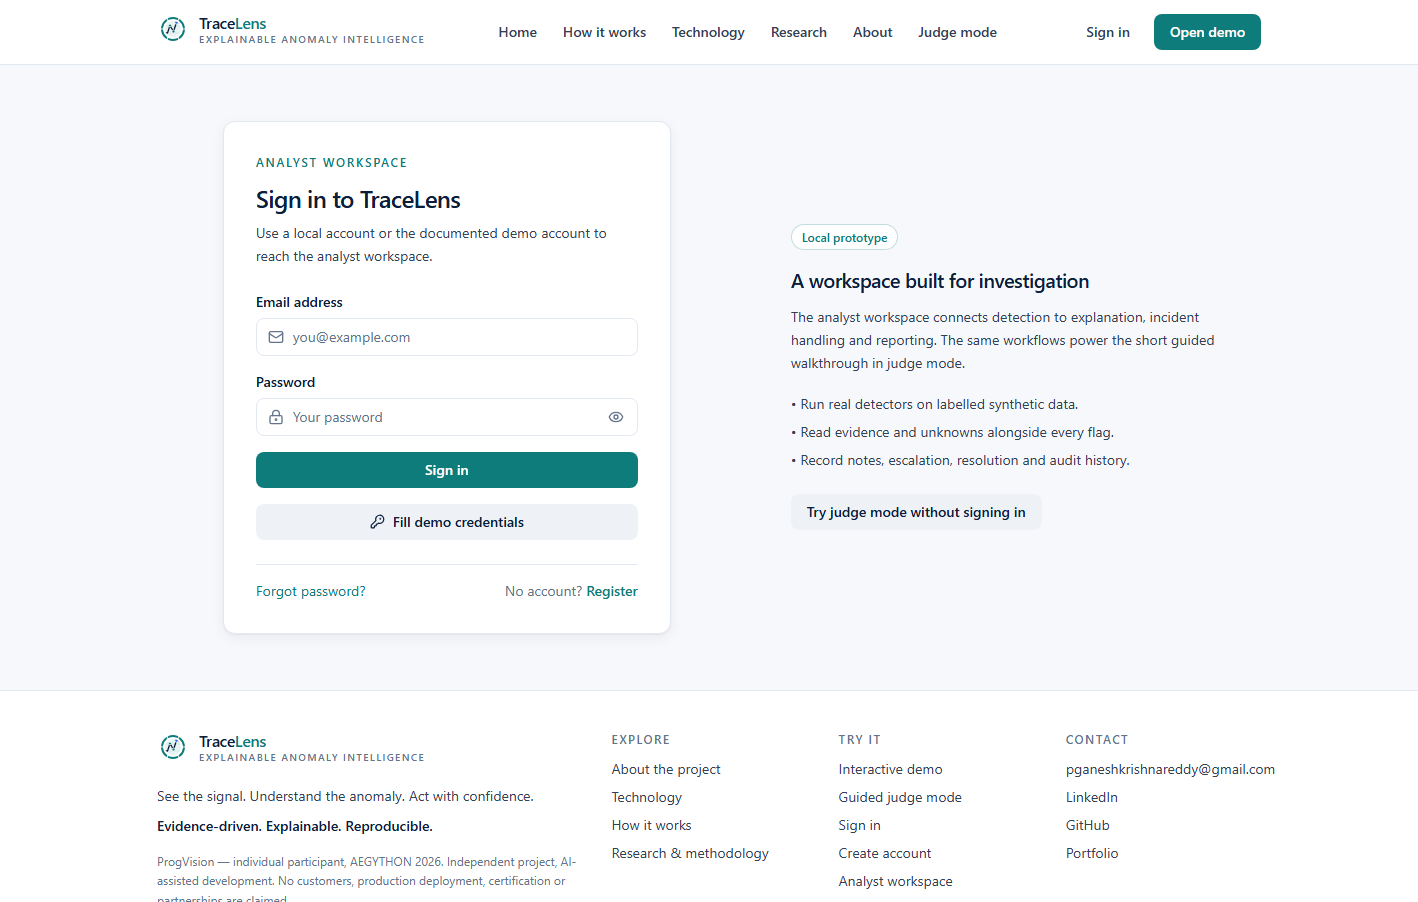 TraceLens
EXPLAINABLE ANOMALY INTELLIGENCE
Home
How it works
Technology
Research
About
Judge mode
Sign in
Open demo
ANALYST WORKSPACE
Sign in to TraceLens
Use a local account or the documented demo account to
reach the analyst workspace.
Email address
you@example.com
Password
Your password
Sign in
Fill demo credentials
Forgot password?
No account? Register
Local prototype
A workspace built for investigation
The analyst workspace connects detection to explanation, incident
handling and reporting. The same workflows power the short guided
walkthrough in judge mode.
• Run real detectors on labelled synthetic data.
• Read evidence and unknowns alongside every flag.
• Record notes, escalation, resolution and audit history.
Try judge mode without signing in
TraceLens
EXPLAINABLE ANOMALY INTELLIGENCE
See the signal. Understand the anomaly. Act with confidence.
Evidence-driven. Explainable. Reproducible.
ProgVision — individual participant, AEGYTHON 2026. Independent project, AI-
assisted development. No customers, production deployment, certification or
partnerships are claimed.
EXPLORE
About the project
Technology
How it works
Research & methodology
TRY IT
Interactive demo
Guided judge mode
Sign in
Create account
Analyst workspace
CONTACT
pganeshkrishnareddy@gmail.com
LinkedIn
GitHub
Portfolio